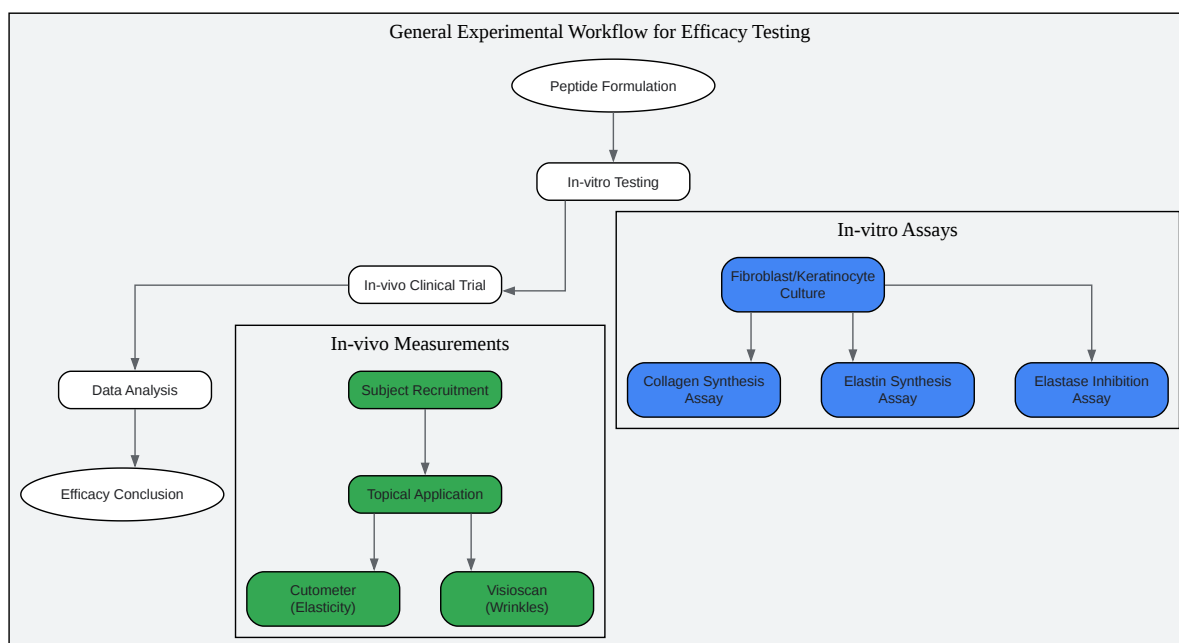 General Experimental Workflow for Efficacy Testing
Peptide Formulation
In-vitro Testing
In-vivo Clinical Trial
Data Analysis
Efficacy Conclusion
In-vivo Measurements
Subject Recruitment
Topical Application
Cutometer
(Elasticity)
Visioscan
(Wrinkles)
In-vitro Assays
Fibroblast/Keratinocyte
Culture
Collagen Synthesis
Assay
Elastin Synthesis
Assay
Elastase Inhibition
Assay